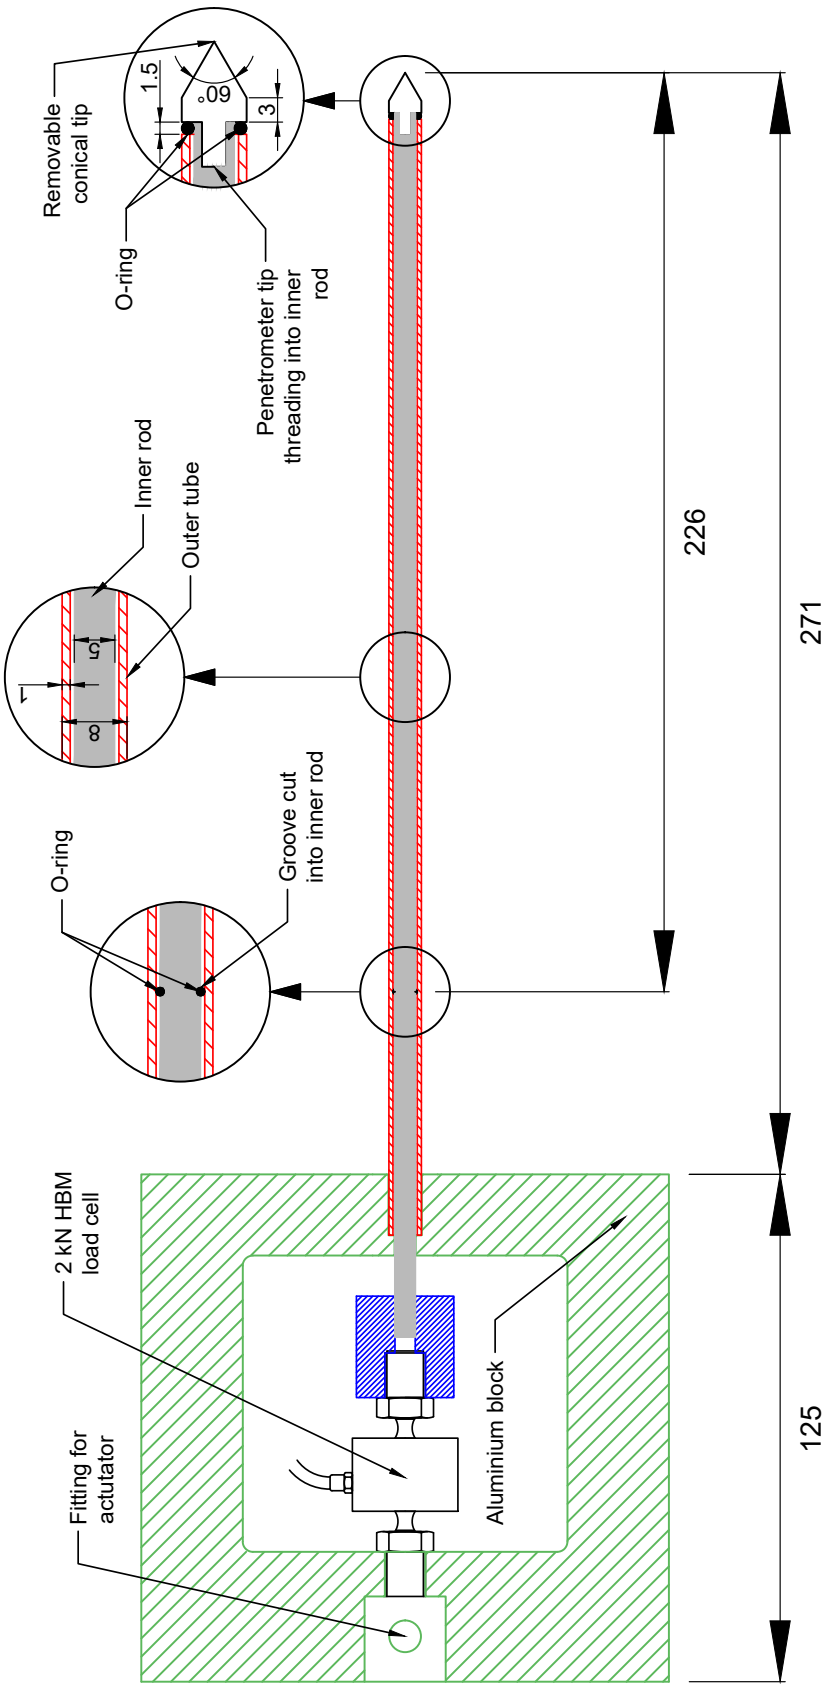 Removable
conical tip
1.5
60°
3
O-ring
Penetrometer tip
threading into inner
rod
Inner rod
Outer tube
1
5
8
O-ring
Groove cut
into inner rod
226
271
2 kN HBM
load cell
Fitting for
actutator
Aluminium block
125